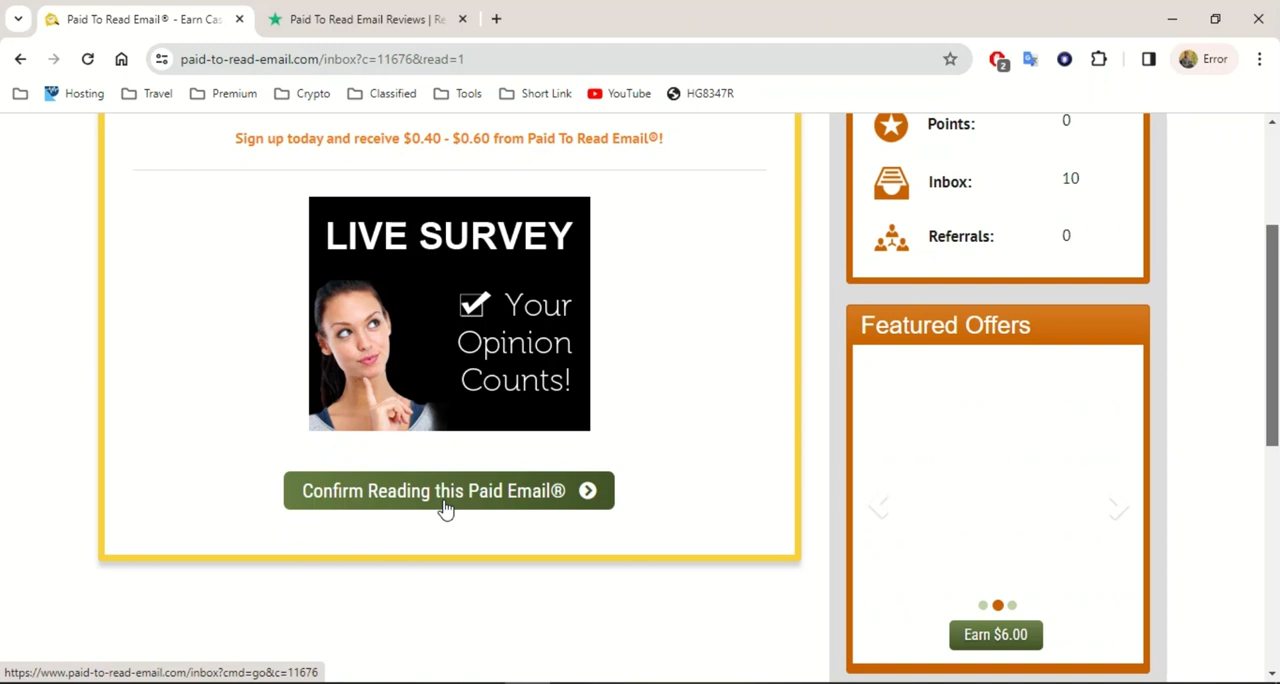 Paid To Read Email® - Earn Cas
Paid To Read Email Reviews | Re
paid-to-read-email.com/inbox?c=11676&read=1
2
Error
Hosting
Travel
Premium
Crypto
Classified
Tools
Short Link
YouTube
HG8347R
Sign up today and receive $0.40 - $0.60 from Paid To Read Email®!
LIVE SURVEY
Your
Opinion
Counts!
Confirm Reading this Paid Email®
Points: 0
Inbox: 10
Referrals: 0
Featured Offers
Earn $6.00
https://www.paid-to-read-email.com/inbox?cmd=go&c=11676